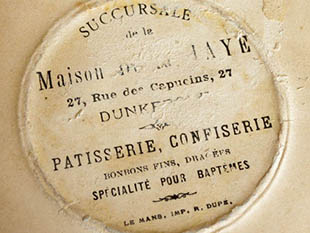 SUCCURSALE
de la
Maison
27, Rue des Capucins, 27
PATISSERIE, CONFISERIE
BONBONS FINS, DRAGÉES
SPÉCIALITÉ POUR BAPTÊMES
LE MANS, IMP. R. DUPE.